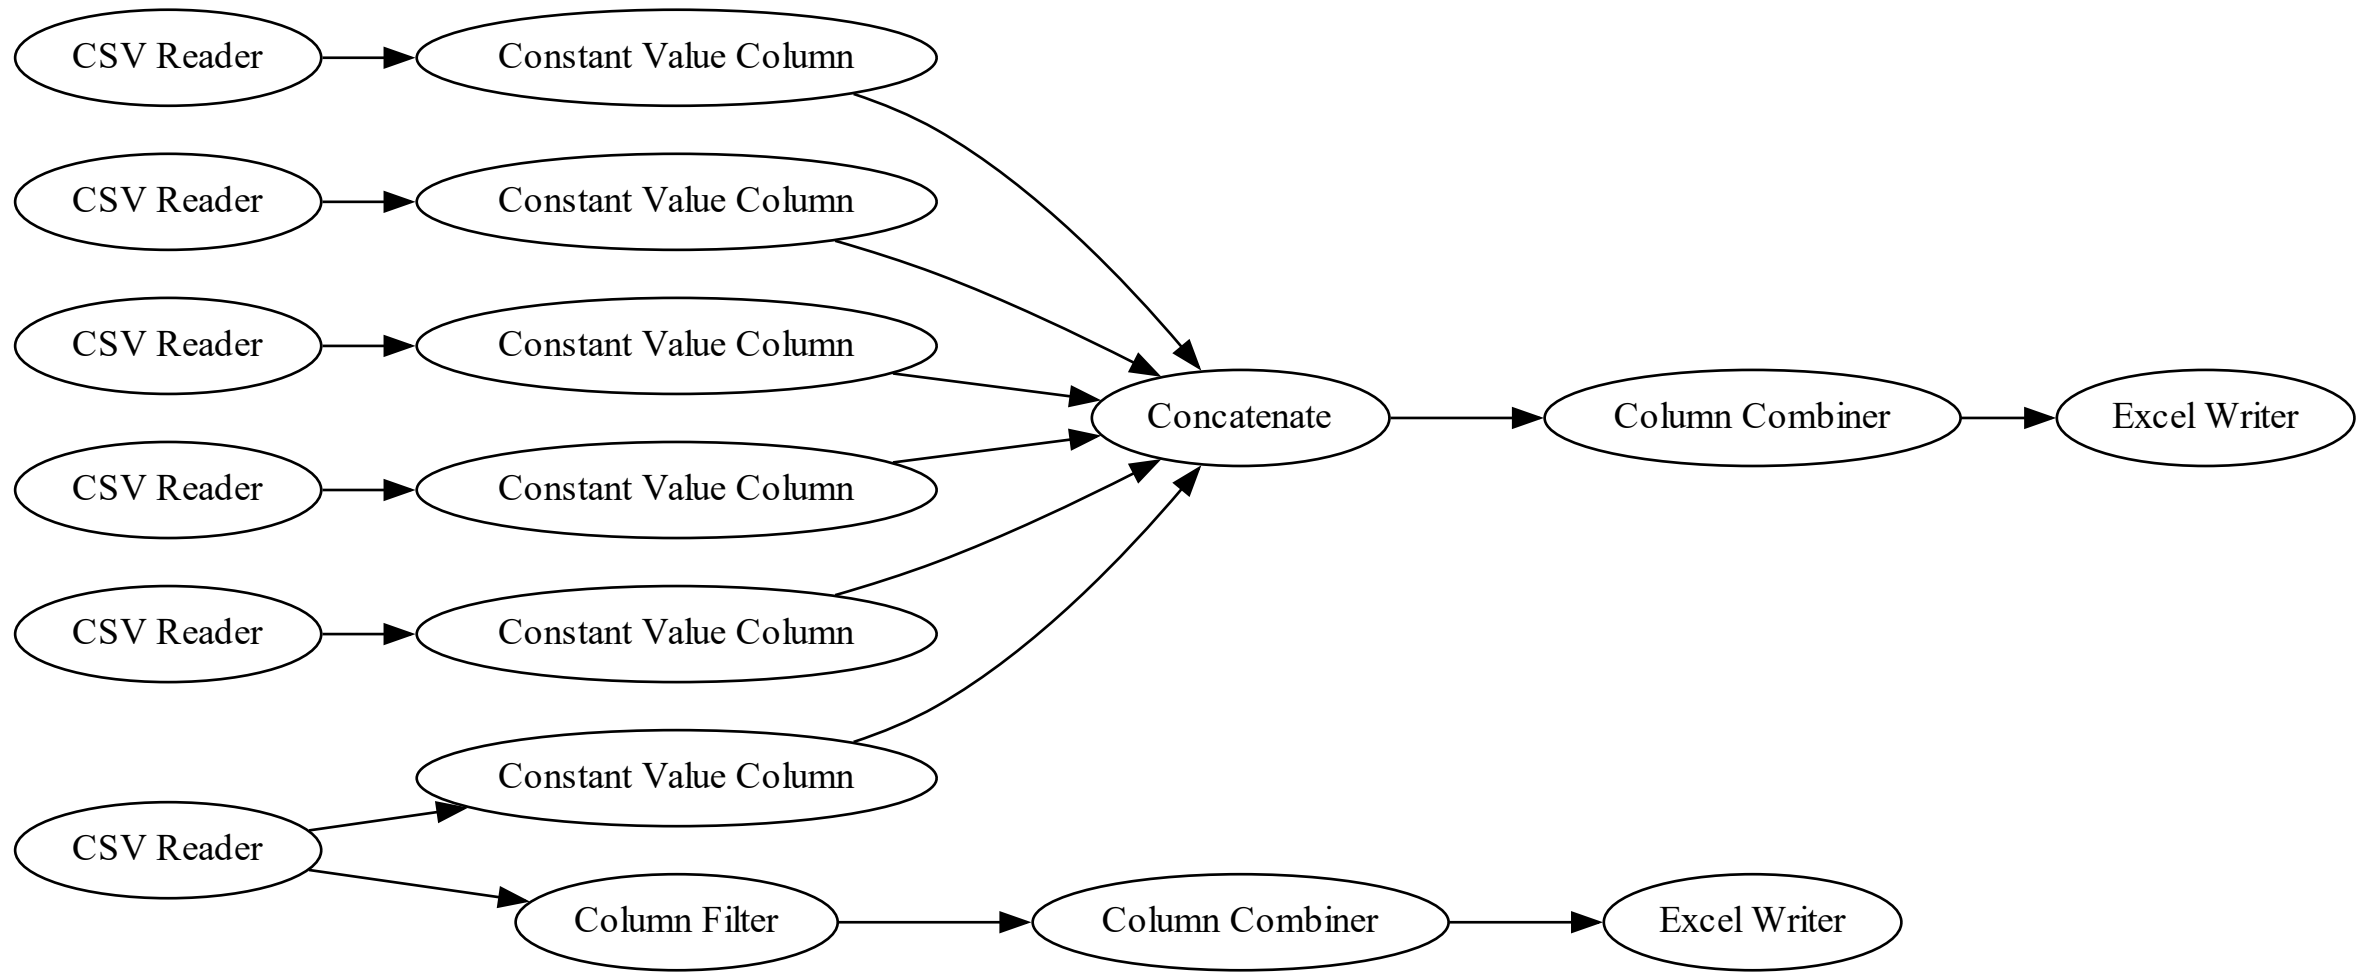 CSV Reader
Constant Value Column
CSV Reader
Constant Value Column
CSV Reader
Constant Value Column
Concatenate
Column Combiner
Excel Writer
CSV Reader
Constant Value Column
CSV Reader
Constant Value Column
Constant Value Column
CSV Reader
Column Filter
Column Combiner
Excel Writer